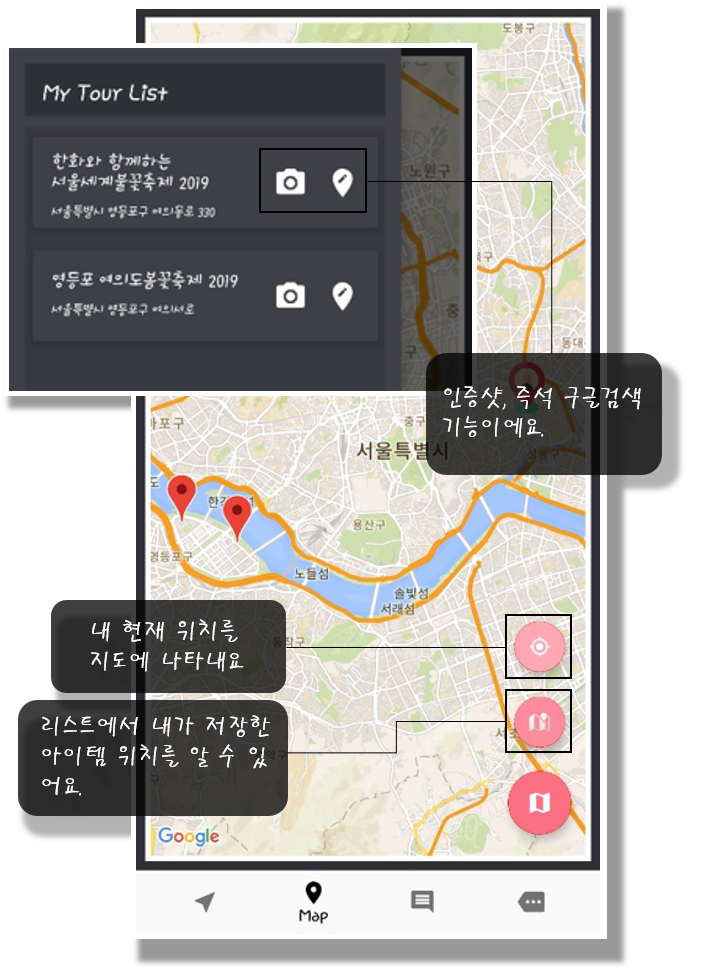 도봉구
My Tour List
한화와 함께하는
서울세계불꽃축제 2019
서울특별시 영등포구 여의동로 330
노원구
영등포 여의도봄꽃축제 2019
서울특별시 영등포구 여의서로
북구
중
구
동대
인증샷, 즉석 구글검색
기능이에요.
마포구
중구
서울특별시
성동구
도
한강
용산구
영등포구
노들섬
솔빛섬
서래섬
내 현재 위치를
지도에 나타내요
동작구
리스트에서 내가 저장한
아이템 위치를 알 수 있
어요.
악구
서초
구
Google
Map